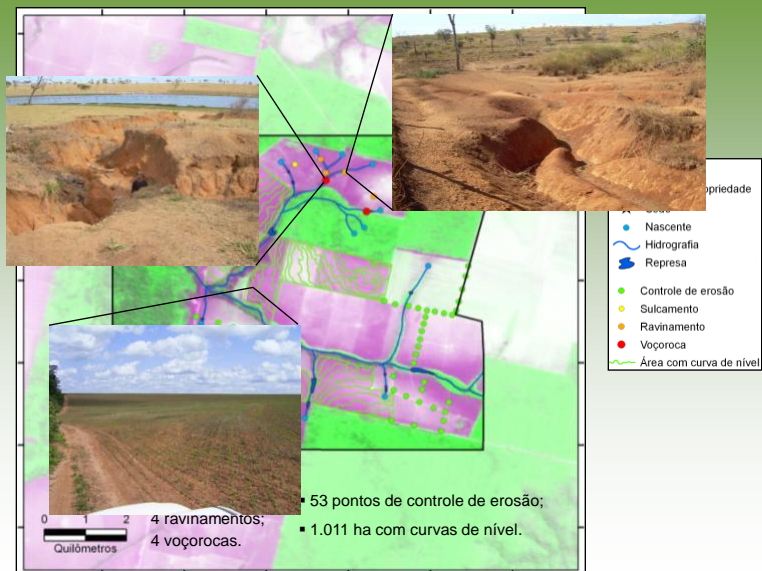 Nascente
Hidrografia
Represa
Controle de erosão
Sulcamento
Ravinamento
Voçoroca
Área com curva de nível
0 1 2
Quilômetros
4 ravinamentos;
4 voçorocas.
▪ 53 pontos de controle de erosão;
▪ 1.011 ha com curvas de nível.